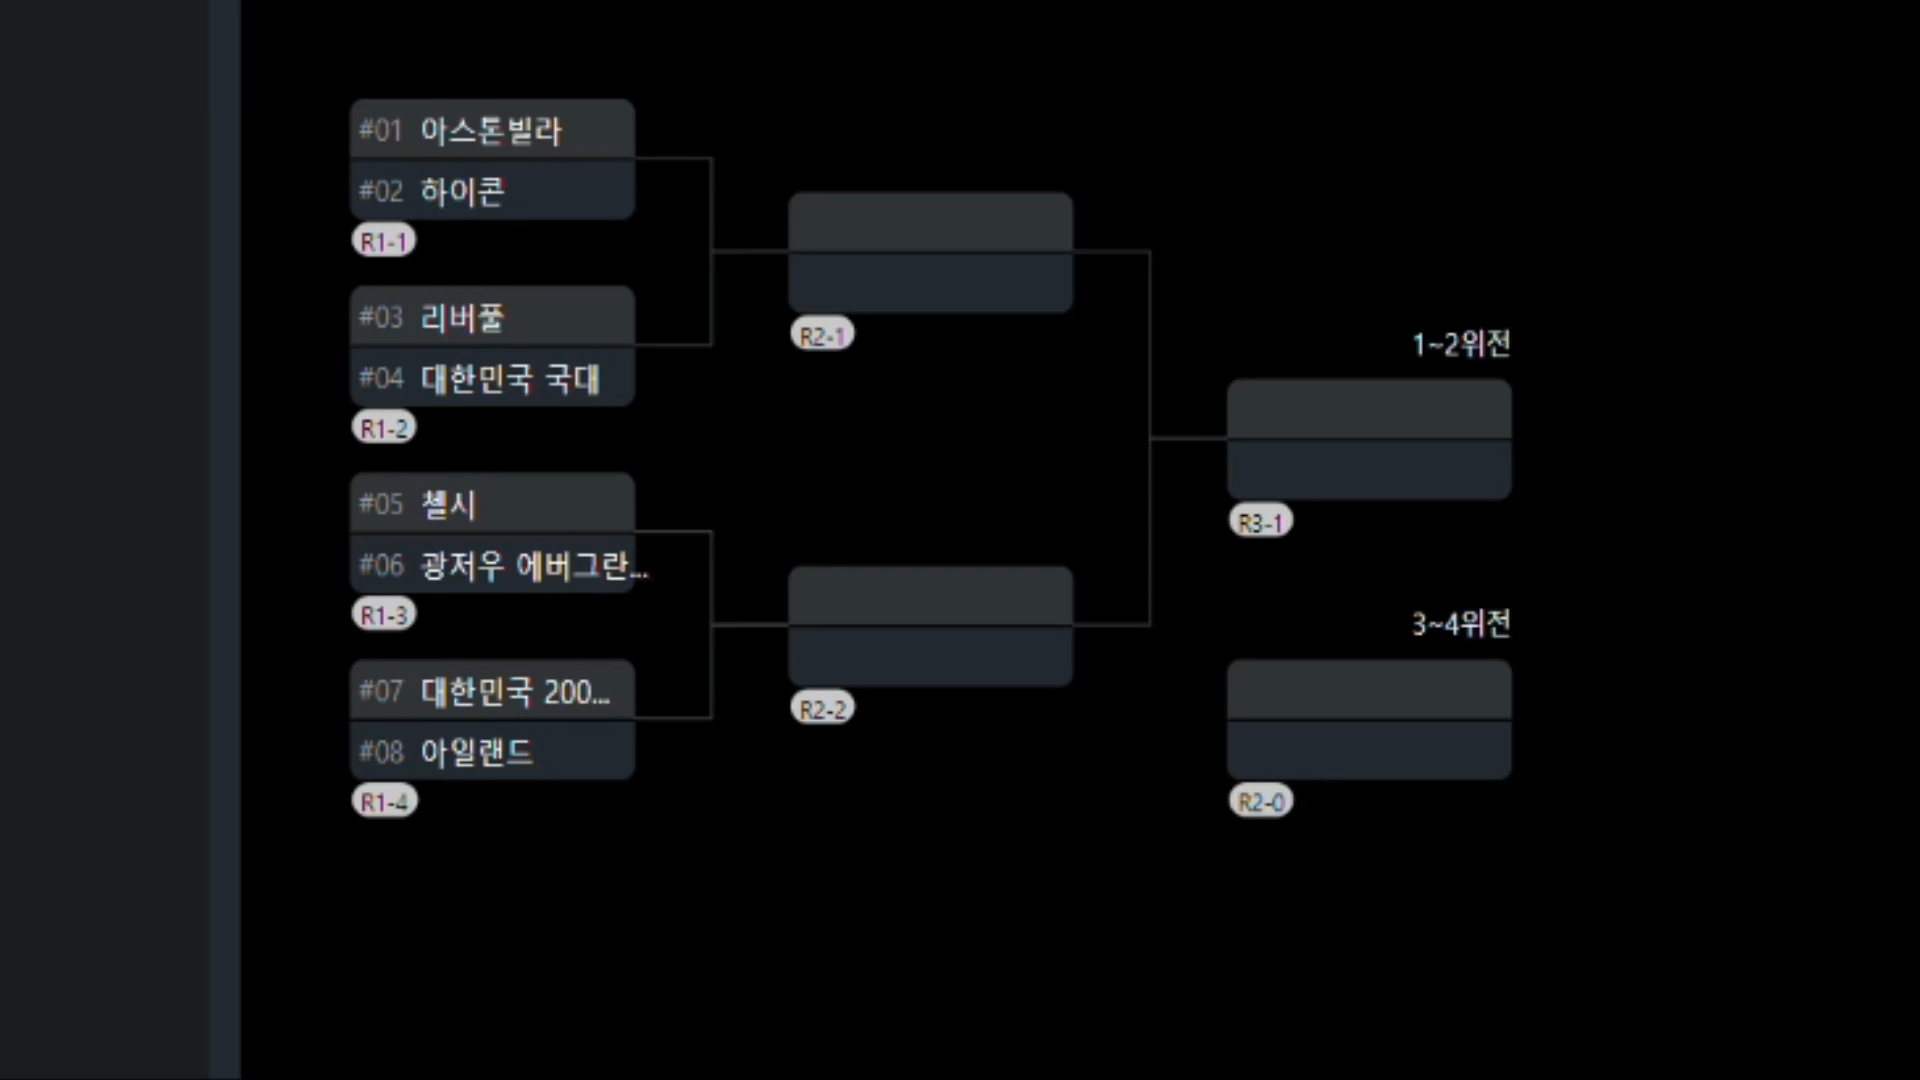 #01 아스톤빌라
#02 하이콘
R1-1
#03 리버풀
#04 대한민국 국대
R1-2
#05 첼시
#06 광저우 에버그란...
R1-3
#07 대한민국 200...
#08 아일랜드
R1-4
R2-1
R2-2
1~2위전
R3-1
3~4위전
R2-0